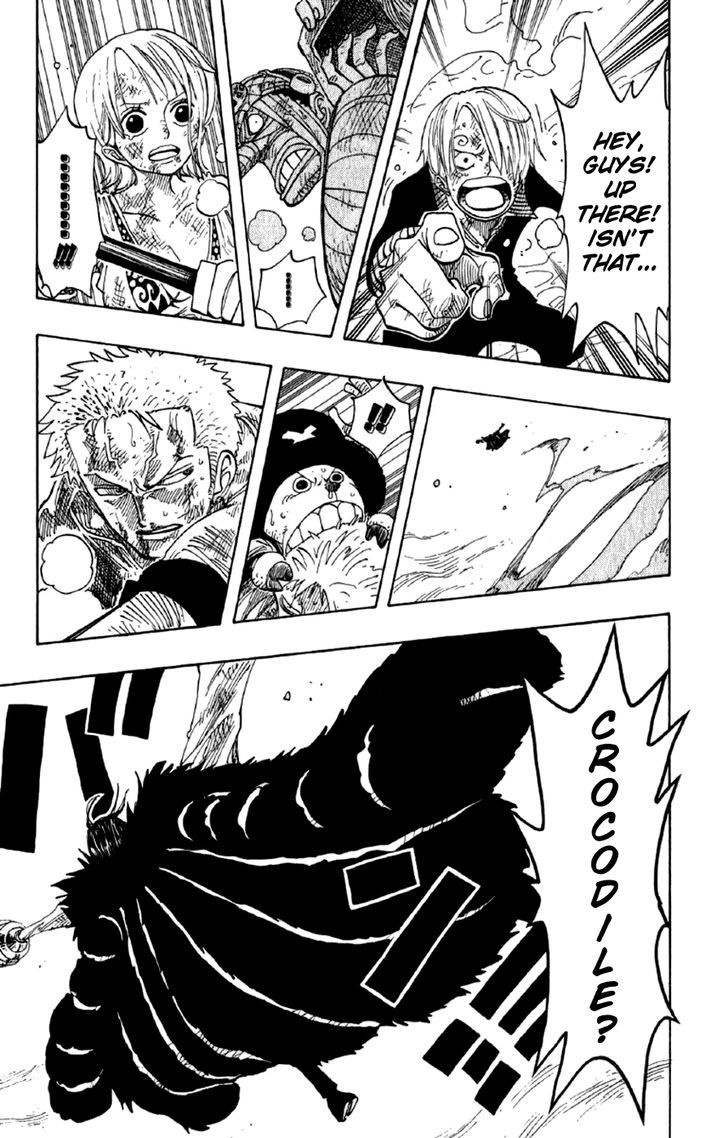 HEY,
GUYS!
UP
THERE!
ISN'T
THAT...
.....
..........!!!
!!
CROCODILE?